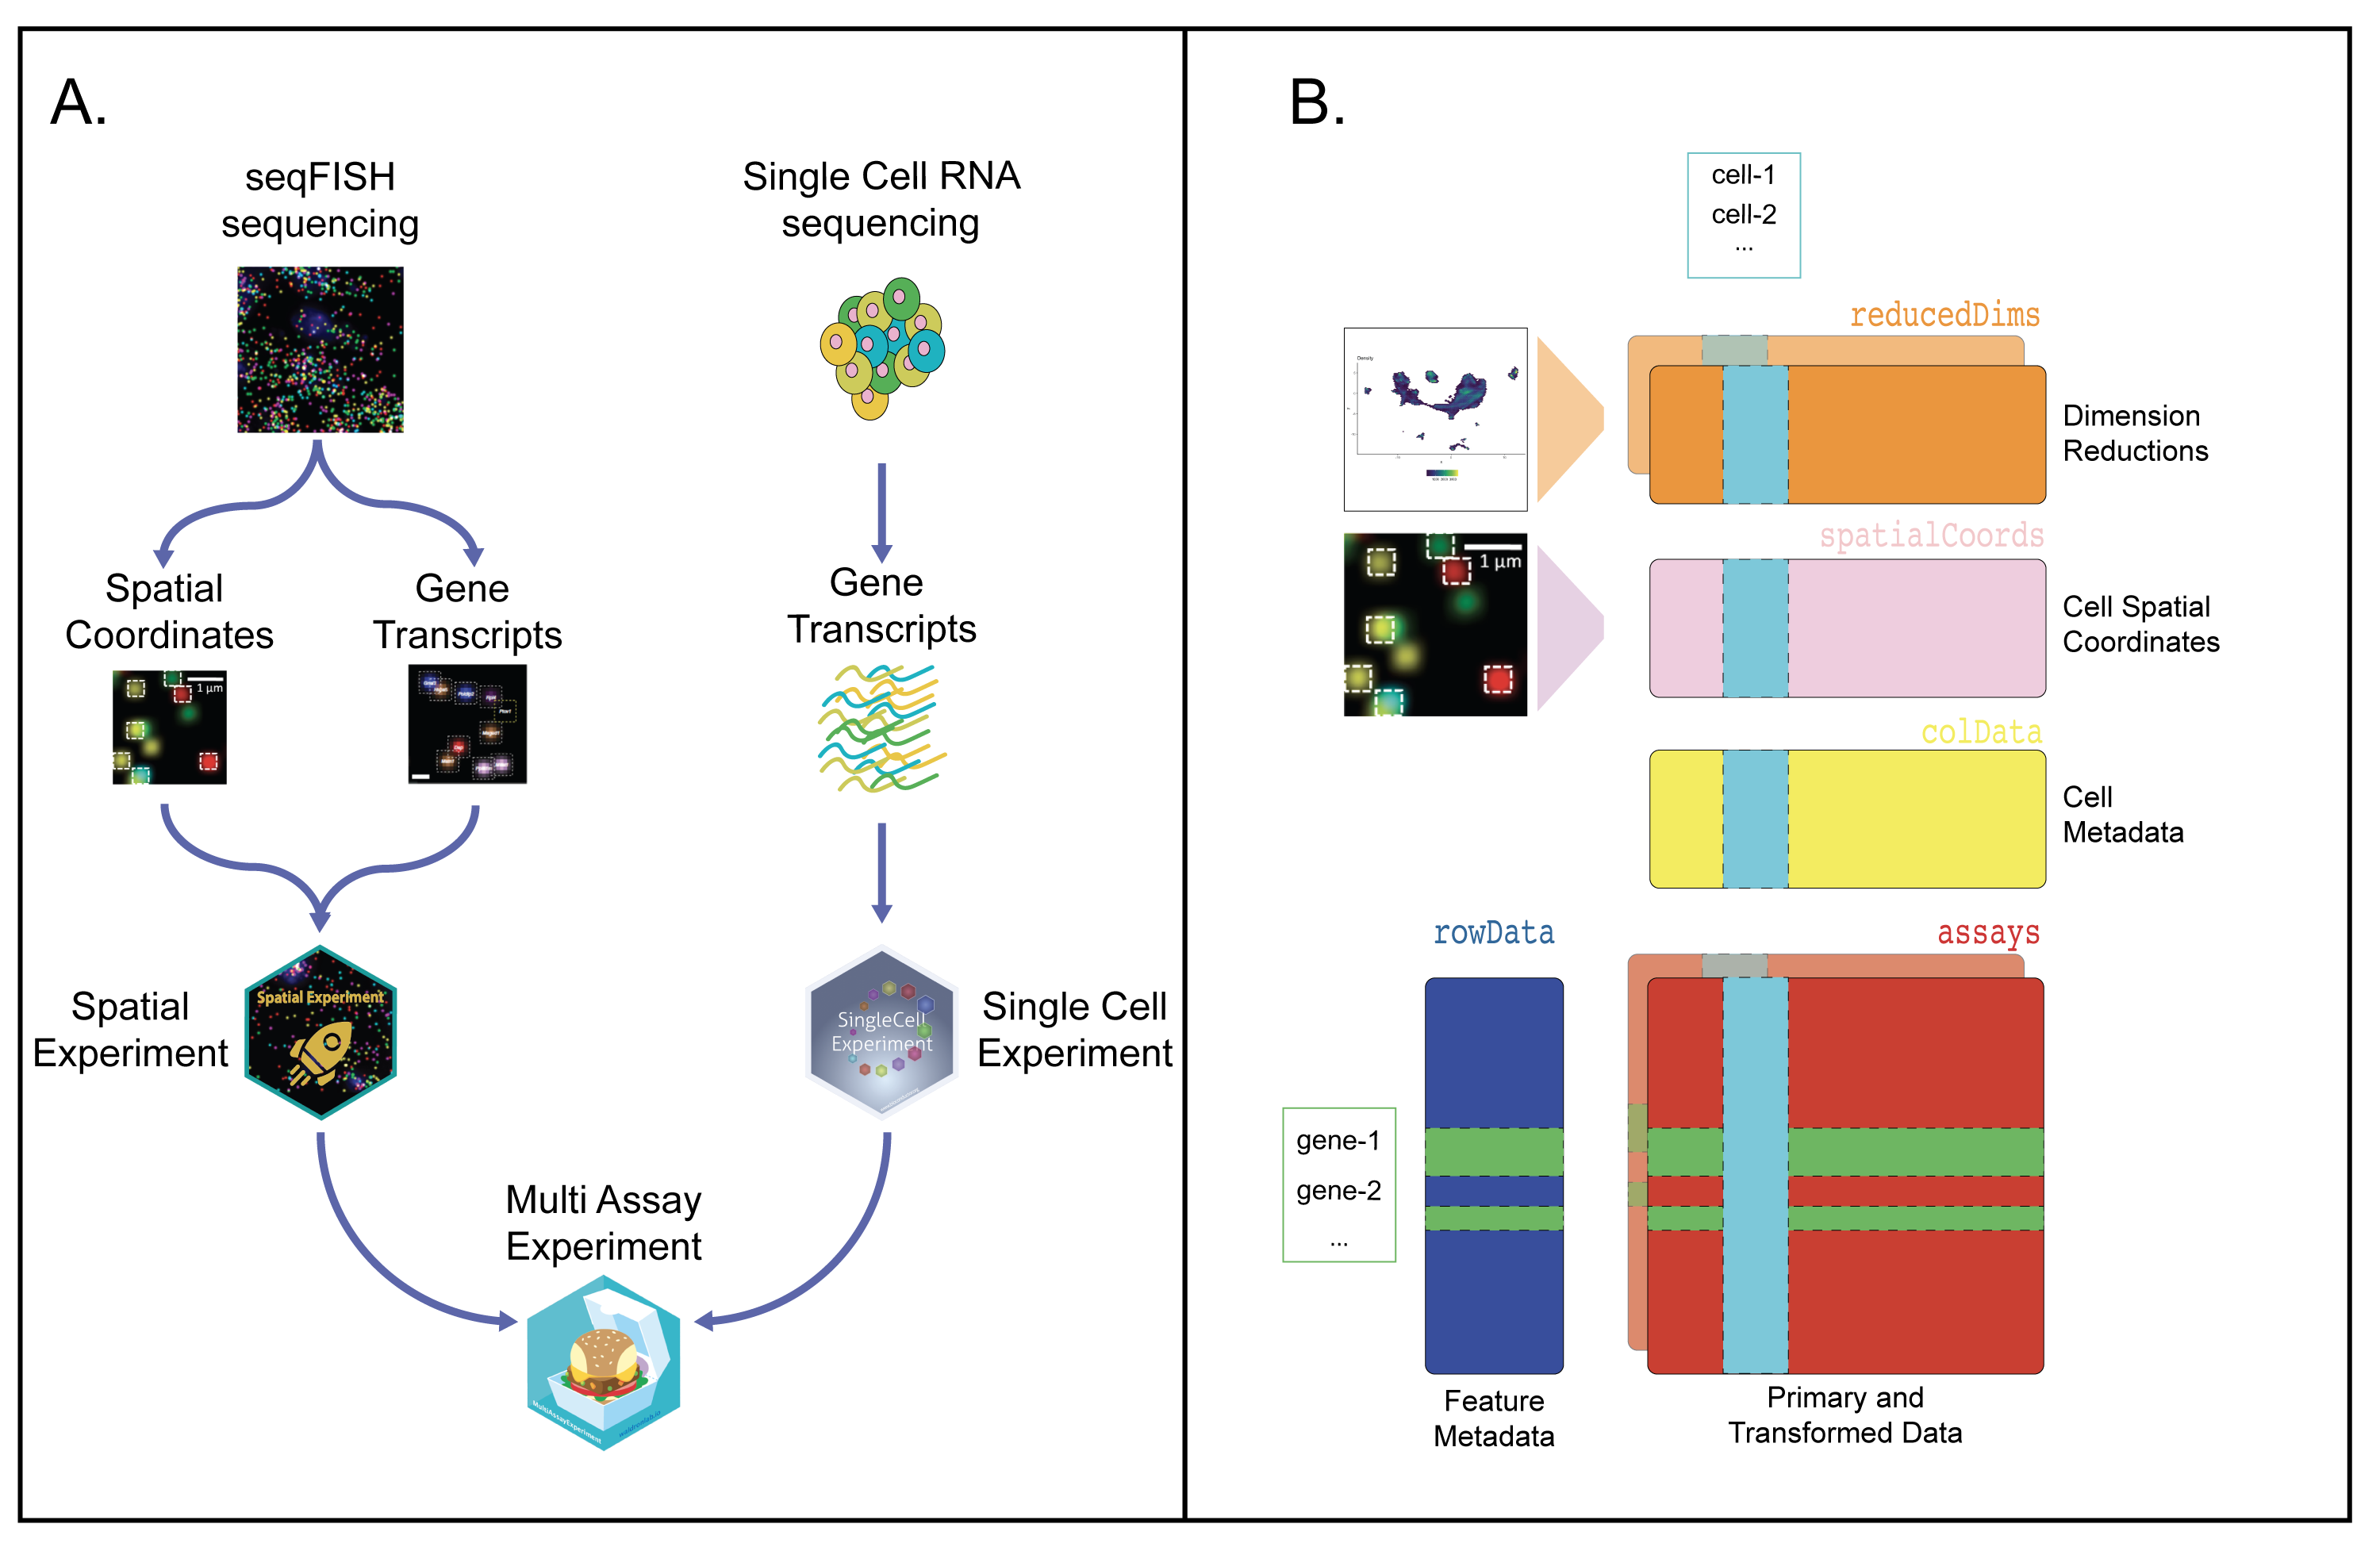 A.
seqFISH
sequencing
Single Cell RNA
sequencing
Spatial
Coordinates
Gene
Transcripts
Gene
Transcripts
1 μm
Spatial
Experiment
Spatial Experiment
SingleCell
Experiment
Single Cell
Experiment
Multi Assay
Experiment
MultiAssayExperiment
B.
cell-1
cell-2
...
reducedDims
Density
Dimension
Reductions
spatialCoords
1 μm
Cell Spatial
Coordinates
colData
Cell
Metadata
rowData
assays
gene-1
gene-2
...
Feature
Metadata
Primary and
Transformed Data